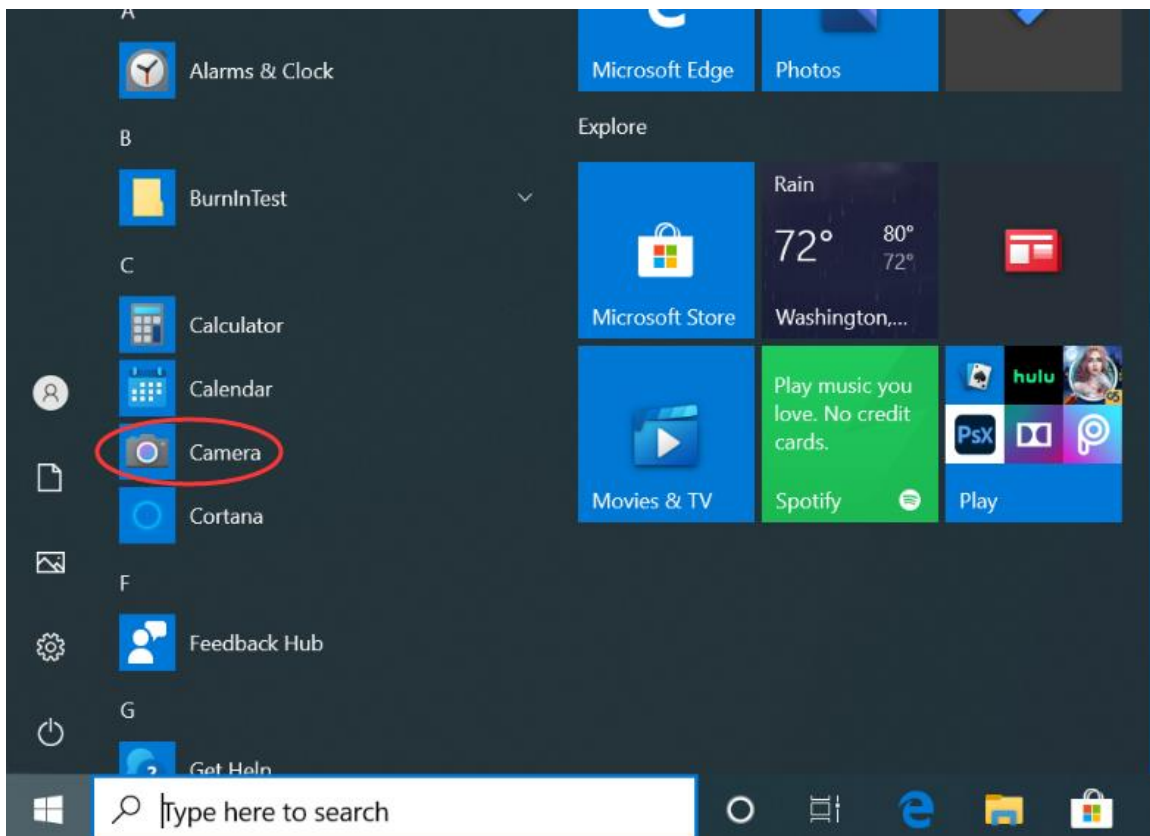 A
Alarms & Clock
B
BurnInTest
C
Calculator
Calendar
Camera
Cortana
F
Feedback Hub
G
Get Help
Microsoft Edge
Photos
Explore
Microsoft Store
Rain
72°
80°
72°
Washington,...
Movies & TV
Play music you
love. No credit
cards.
Spotify
hulu
PsX
Play
Type here to search